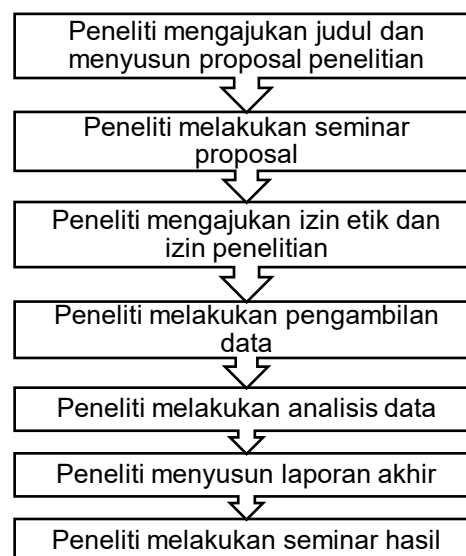 Peneliti mengajukan judul dan
menyusun proposal penelitian
Peneliti melakukan seminar
proposal
Peneliti mengajukan izin etik dan
izin penelitian
Peneliti melakukan pengambilan
data
Peneliti melakukan analisis data
Peneliti menyusun laporan akhir
Peneliti melakukan seminar hasil